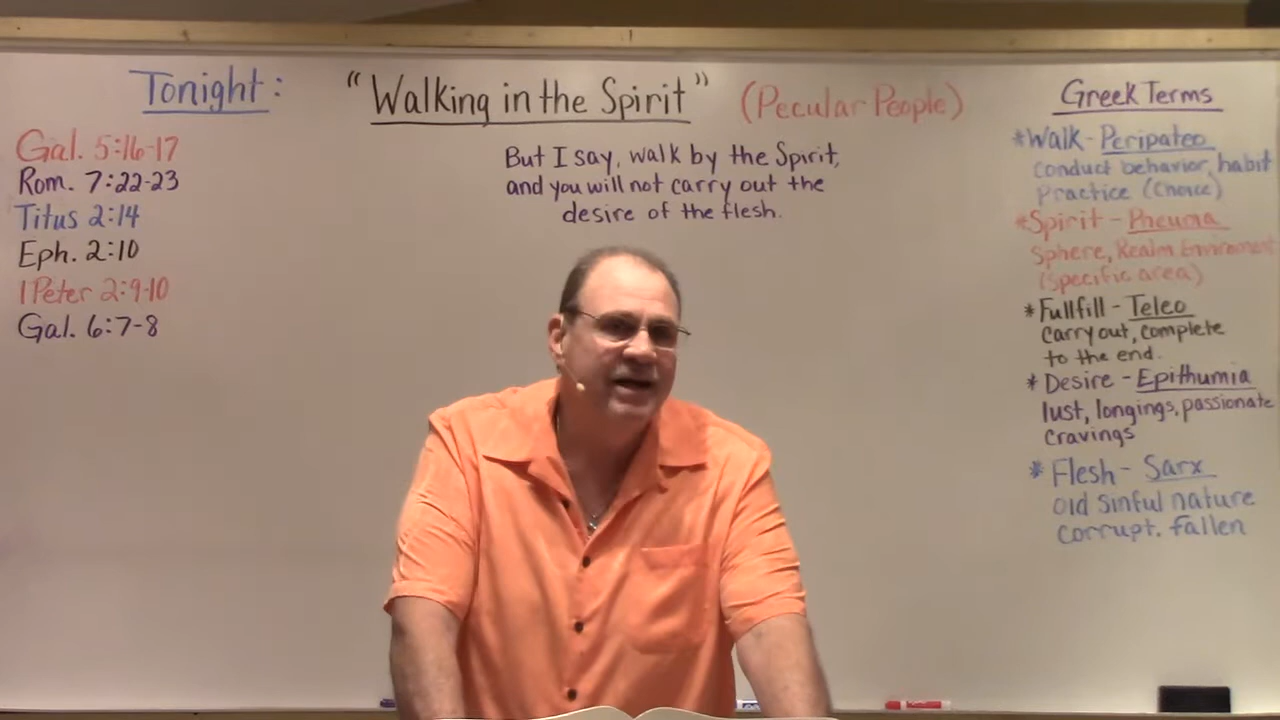 Tonight:
"Walking in the Spirit" (Pecular People)
But I say, walk by the Spirit,
and you will not carry out the
desire of the flesh.
Gal. 5:16-17
Rom. 7:22-23
Titus 2:14
Eph. 2:10
1 Peter 2:9-10
Gal. 6:7-8
Greek Terms
*Walk - Peripateo
conduct behavior, habit
Practice (Choice)
*Spirit - Pneuma
Sphere, Realm
(specific area)
*Fullfill - Teleo
carry out, complete
to the end.
* Desire - Epithumia
lust, longings, passionate
cravings
* Flesh - Sarx
old sinful nature
corrupt. fallen